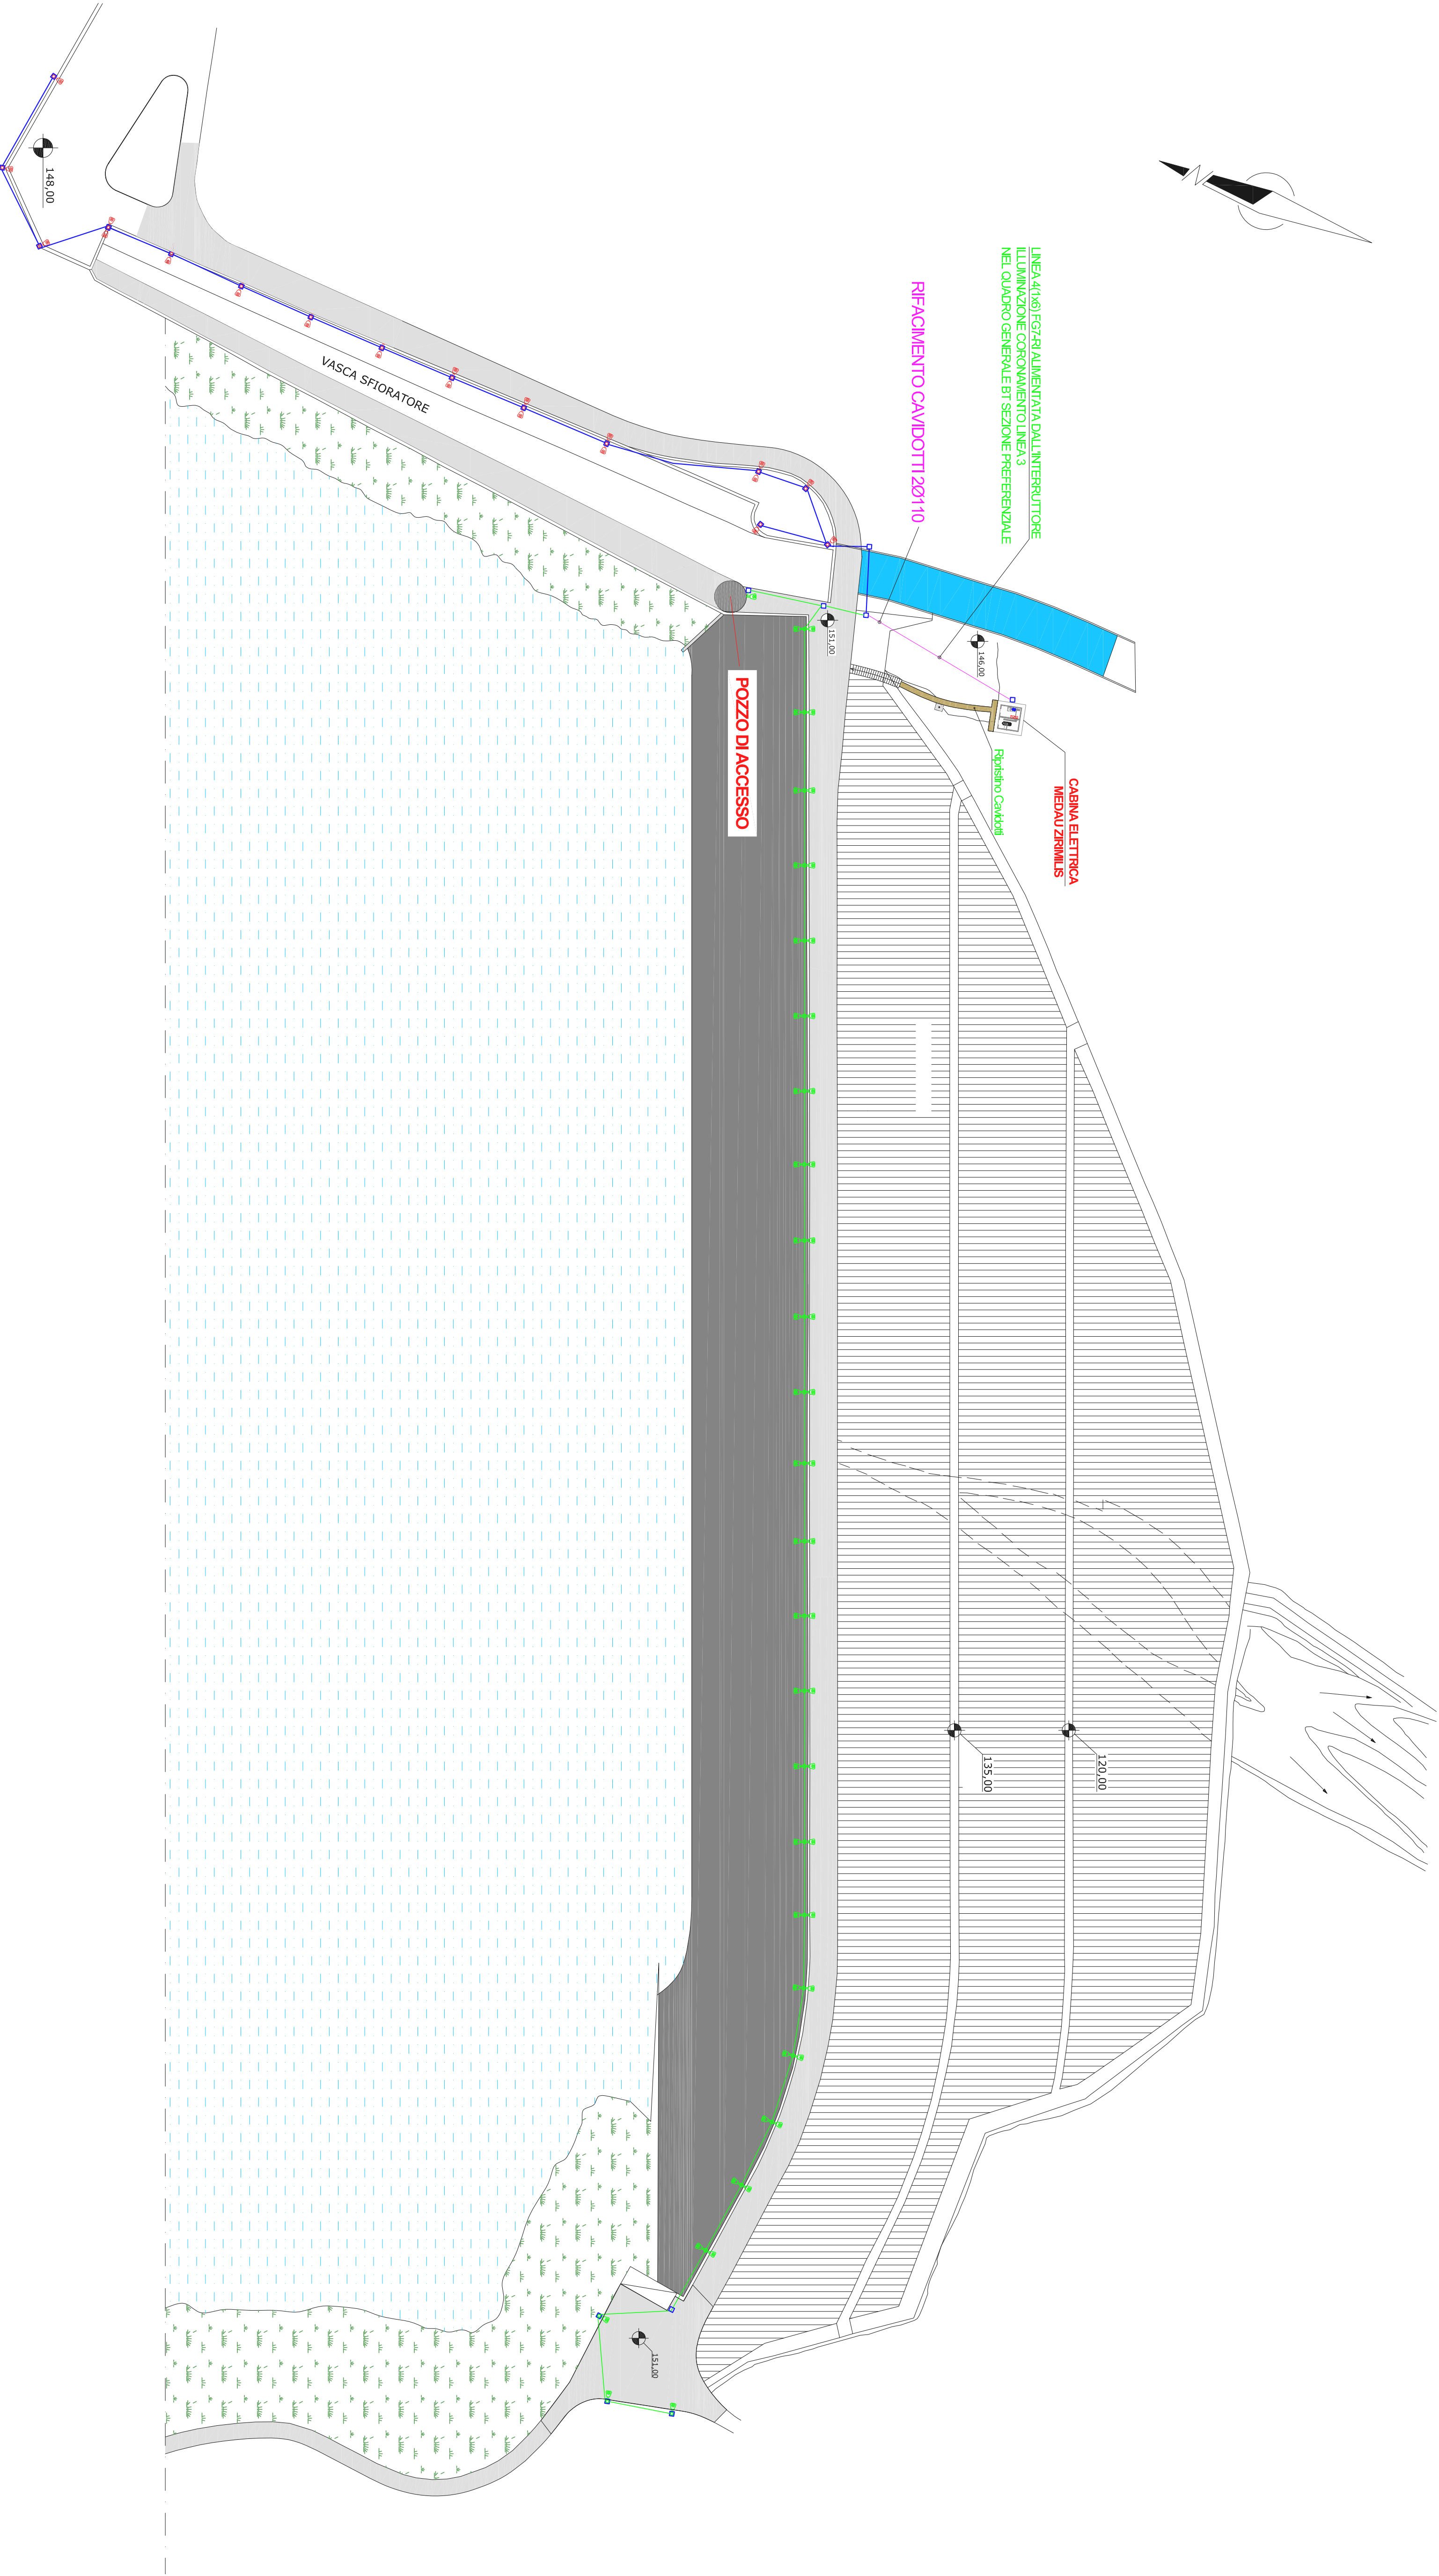 N
LINEA 4(1x6) FG7-RI ALIMENTATA DALL'INTERRUTTORE
ILLUMINAZIONE CORONAMENTO LINEA 3
NEL QUADRO GENERALE BT SEZIONE PREFERENZIALE
RIFACIMENTO CAVIDOTTI 2Ø110
CABINA ELETTRICA
MEDAU ZIRIMILIS
Ripristino Cavidotti
146,00
151,00
POZZO DI ACCESSO
VASCA SFIORATORE
148,00
120,00
135,00
151,00